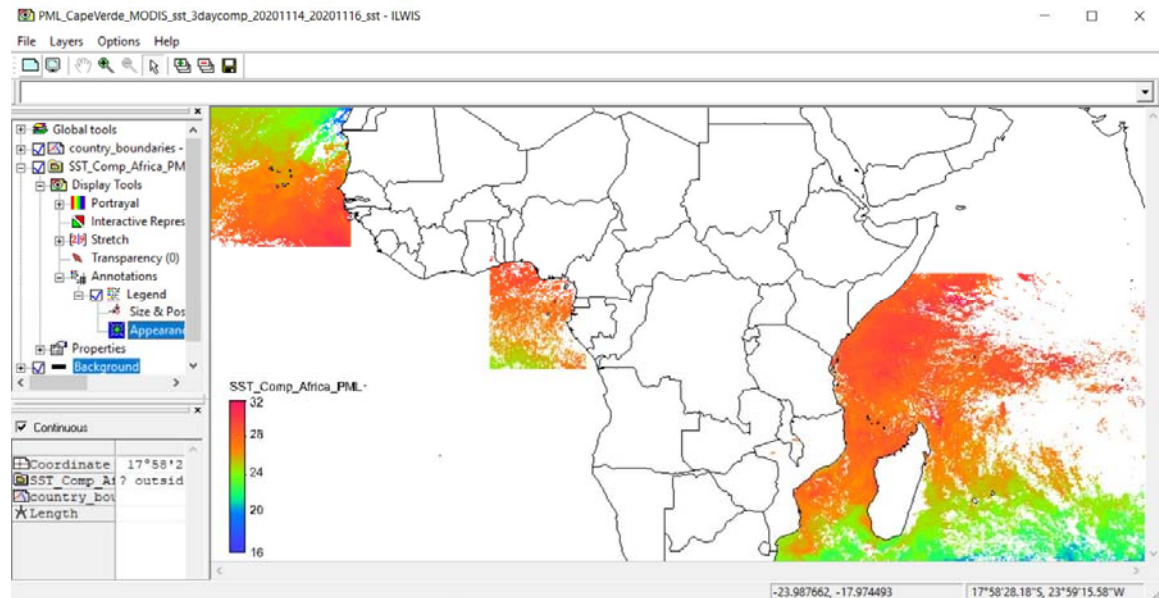 PML_CapeVerde_MODIS_sst_3daycomp_20201114_20201116_sst - ILWIS
File Layers Options Help
Global tools
country_boundaries -
SST_Comp_Africa_PM
Display Tools
Portrayal
Interactive Repres
Stretch
Transparency (0)
Annotations
Legend
Size & Pos
Appearan
Properties
Background
SST_Comp_Africa_PML-
32
28
24
20
16
Continuous
Coordinate 17°58'2
SST_Comp_Af ? outsid
country_bou
Length
-23.987662, -17.974493
17°58'28.18"S, 23°59'15.58"W